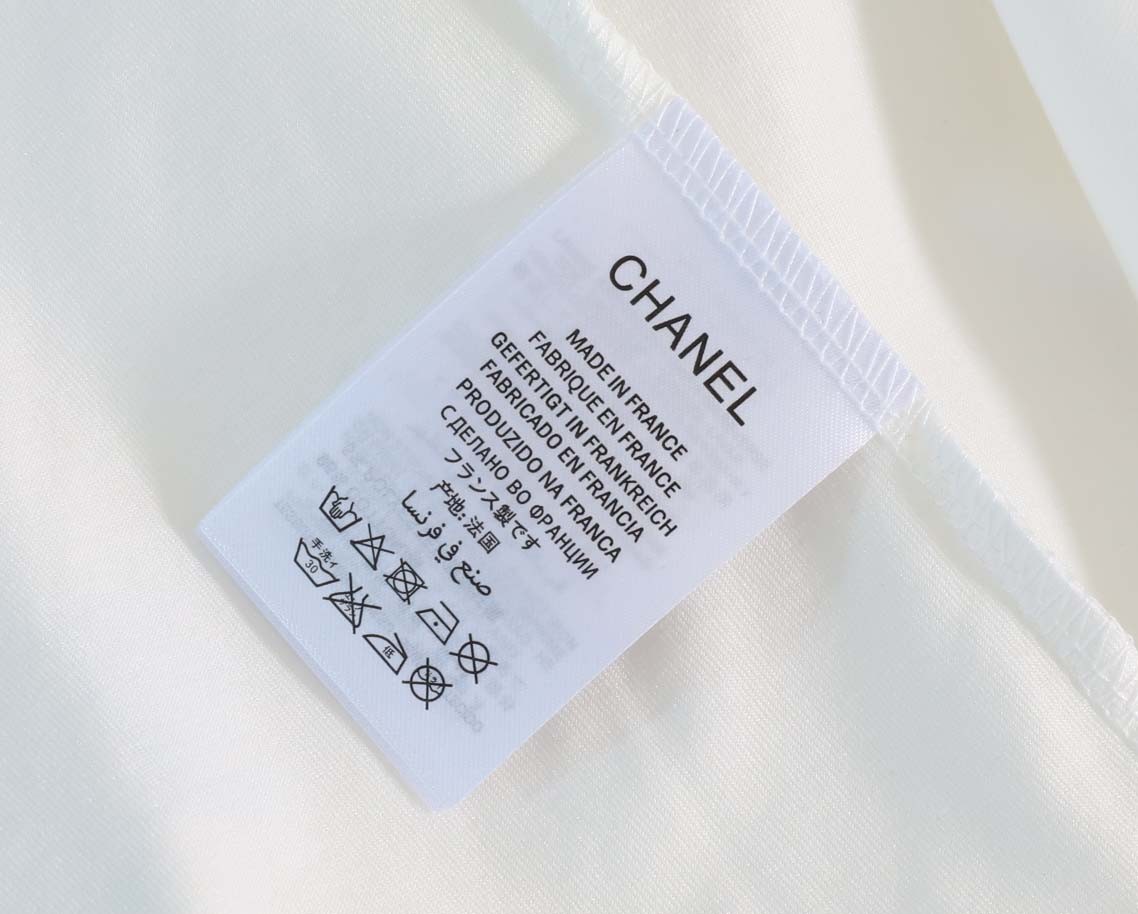 CHANEL
MADE IN FRANCE
FABRIQUE EN FRANCE
GEFERTIGT IN FRANKREICH
FABRICADO EN FRANCIA
PRODUZIDO NA FRANCA
СДЕЛАНО ВО ФРАНЦИИ
フランス製です
产地: 法国
صنع في فرنسا
手洗イ
30
低